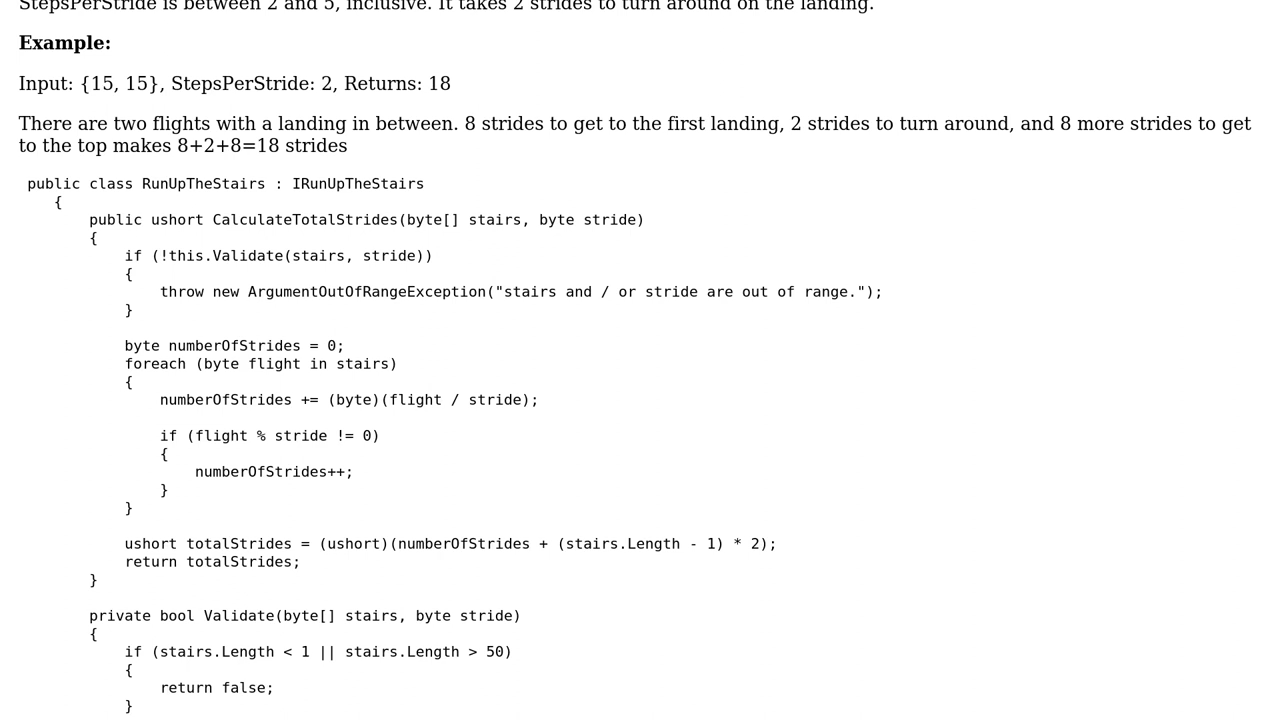 StepsPerStride is between 2 and 5, inclusive. It takes 2 strides to turn around on the landing.
Example:
Input: {15, 15}, StepsPerStride: 2, Returns: 18
There are two flights with a landing in between. 8 strides to get to the first landing, 2 strides to turn around, and 8 more strides to get
to the top makes 8+2+8=18 strides
public class RunUpTheStairs : IRunUpTheStairs
{
public ushort CalculateTotalStrides(byte[] stairs, byte stride)
{
if (!this.Validate(stairs, stride))
{
throw new ArgumentOutOfRangeException("stairs and / or stride are out of range.");
}
byte numberOfStrides = 0;
foreach (byte flight in stairs)
{
numberOfStrides += (byte)(flight / stride);
if (flight % stride != 0)
{
numberOfStrides++;
}
}
ushort totalStrides = (ushort)(numberOfStrides + (stairs.Length - 1) * 2);
return totalStrides;
}
private bool Validate(byte[] stairs, byte stride)
{
if (stairs.Length < 1 || stairs.Length > 50)
{
return false;
}